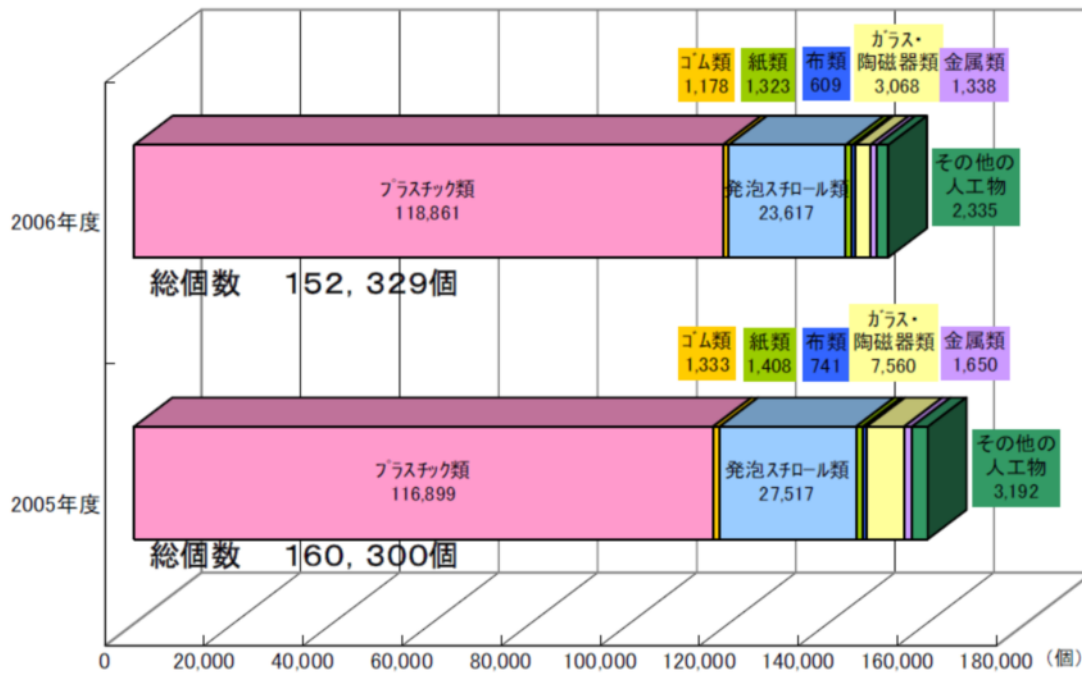 ゴム類
1,178
紙類
1,323
布類
609
ガラス・
陶磁器類
3,068
金属類
1,338
2006年度
プラスチック類
118,861
発泡スチロール類
23,617
その他の
人工物
2,335
総個数 152,329個
ゴム類
1,333
紙類
1,408
布類
741
ガラス・
陶磁器類
7,560
金属類
1,650
2005年度
プラスチック類
116,899
発泡スチロール類
27,517
その他の
人工物
3,192
総個数 160,300個
0 20,000 40,000 60,000 80,000 100,000 120,000 140,000 160,000 180,000 (個)